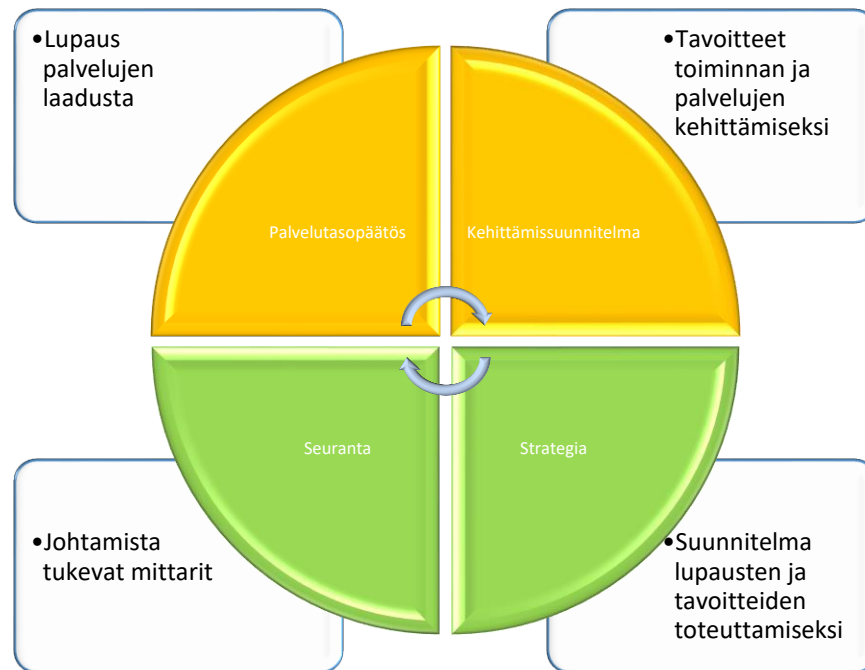 •Lupaus
palvelujen
laadusta
•Tavoitteet
toiminnan ja
palvelujen
kehittämiseksi
Palvelutasopäätös
Kehittämissuunnitelma
Seuranta
Strategia
•Johtamista
tukevat mittarit
•Suunnitelma
lupausten ja
tavoitteiden
toteuttamiseksi